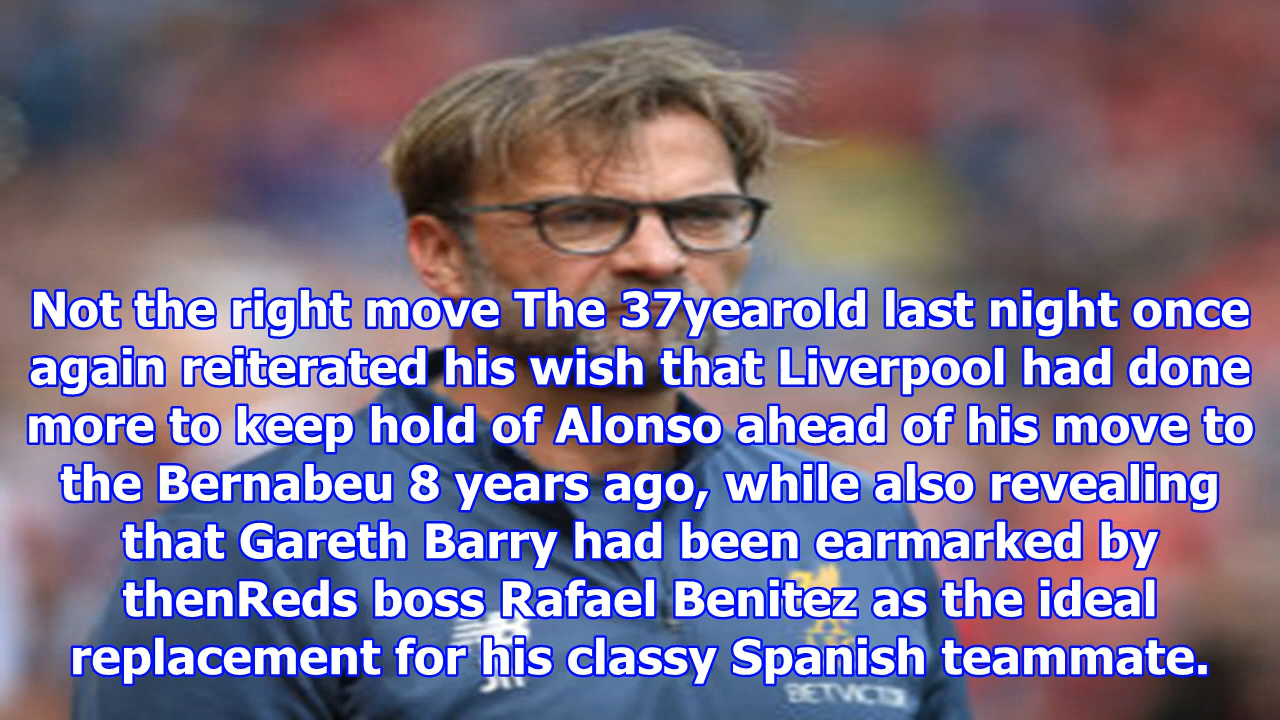 Not the right move The 37yearold last night once
again reiterated his wish that Liverpool had done
more to keep hold of Alonso ahead of his move to
the Bernabeu 8 years ago, while also revealing
that Gareth Barry had been earmarked by
thenReds boss Rafael Benitez as the ideal
replacement for his classy Spanish teammate.
BETVICTOR